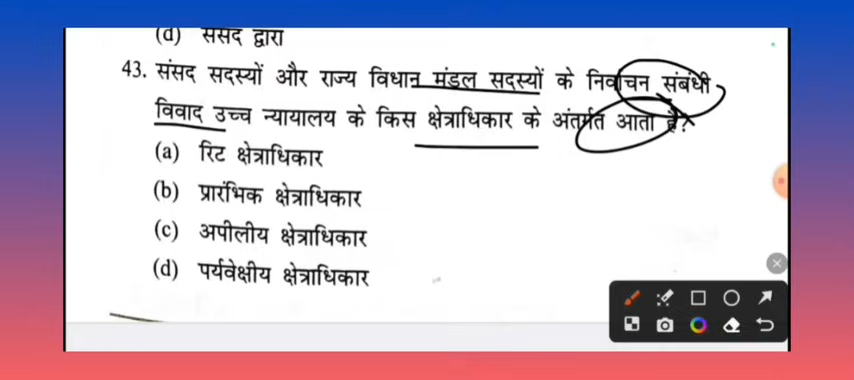 (d) संसद द्वारा
43. संसद सदस्यों और राज्य विधान मंडल सदस्यों के निर्वाचन संबंधी
विवाद उच्च न्यायालय के किस क्षेत्राधिकार के अंतर्गत आता है?
(a) रिट क्षेत्राधिकार
(b) प्रारंभिक क्षेत्राधिकार
(c) अपीलीय क्षेत्राधिकार
(d) पर्यवेक्षीय क्षेत्राधिकार